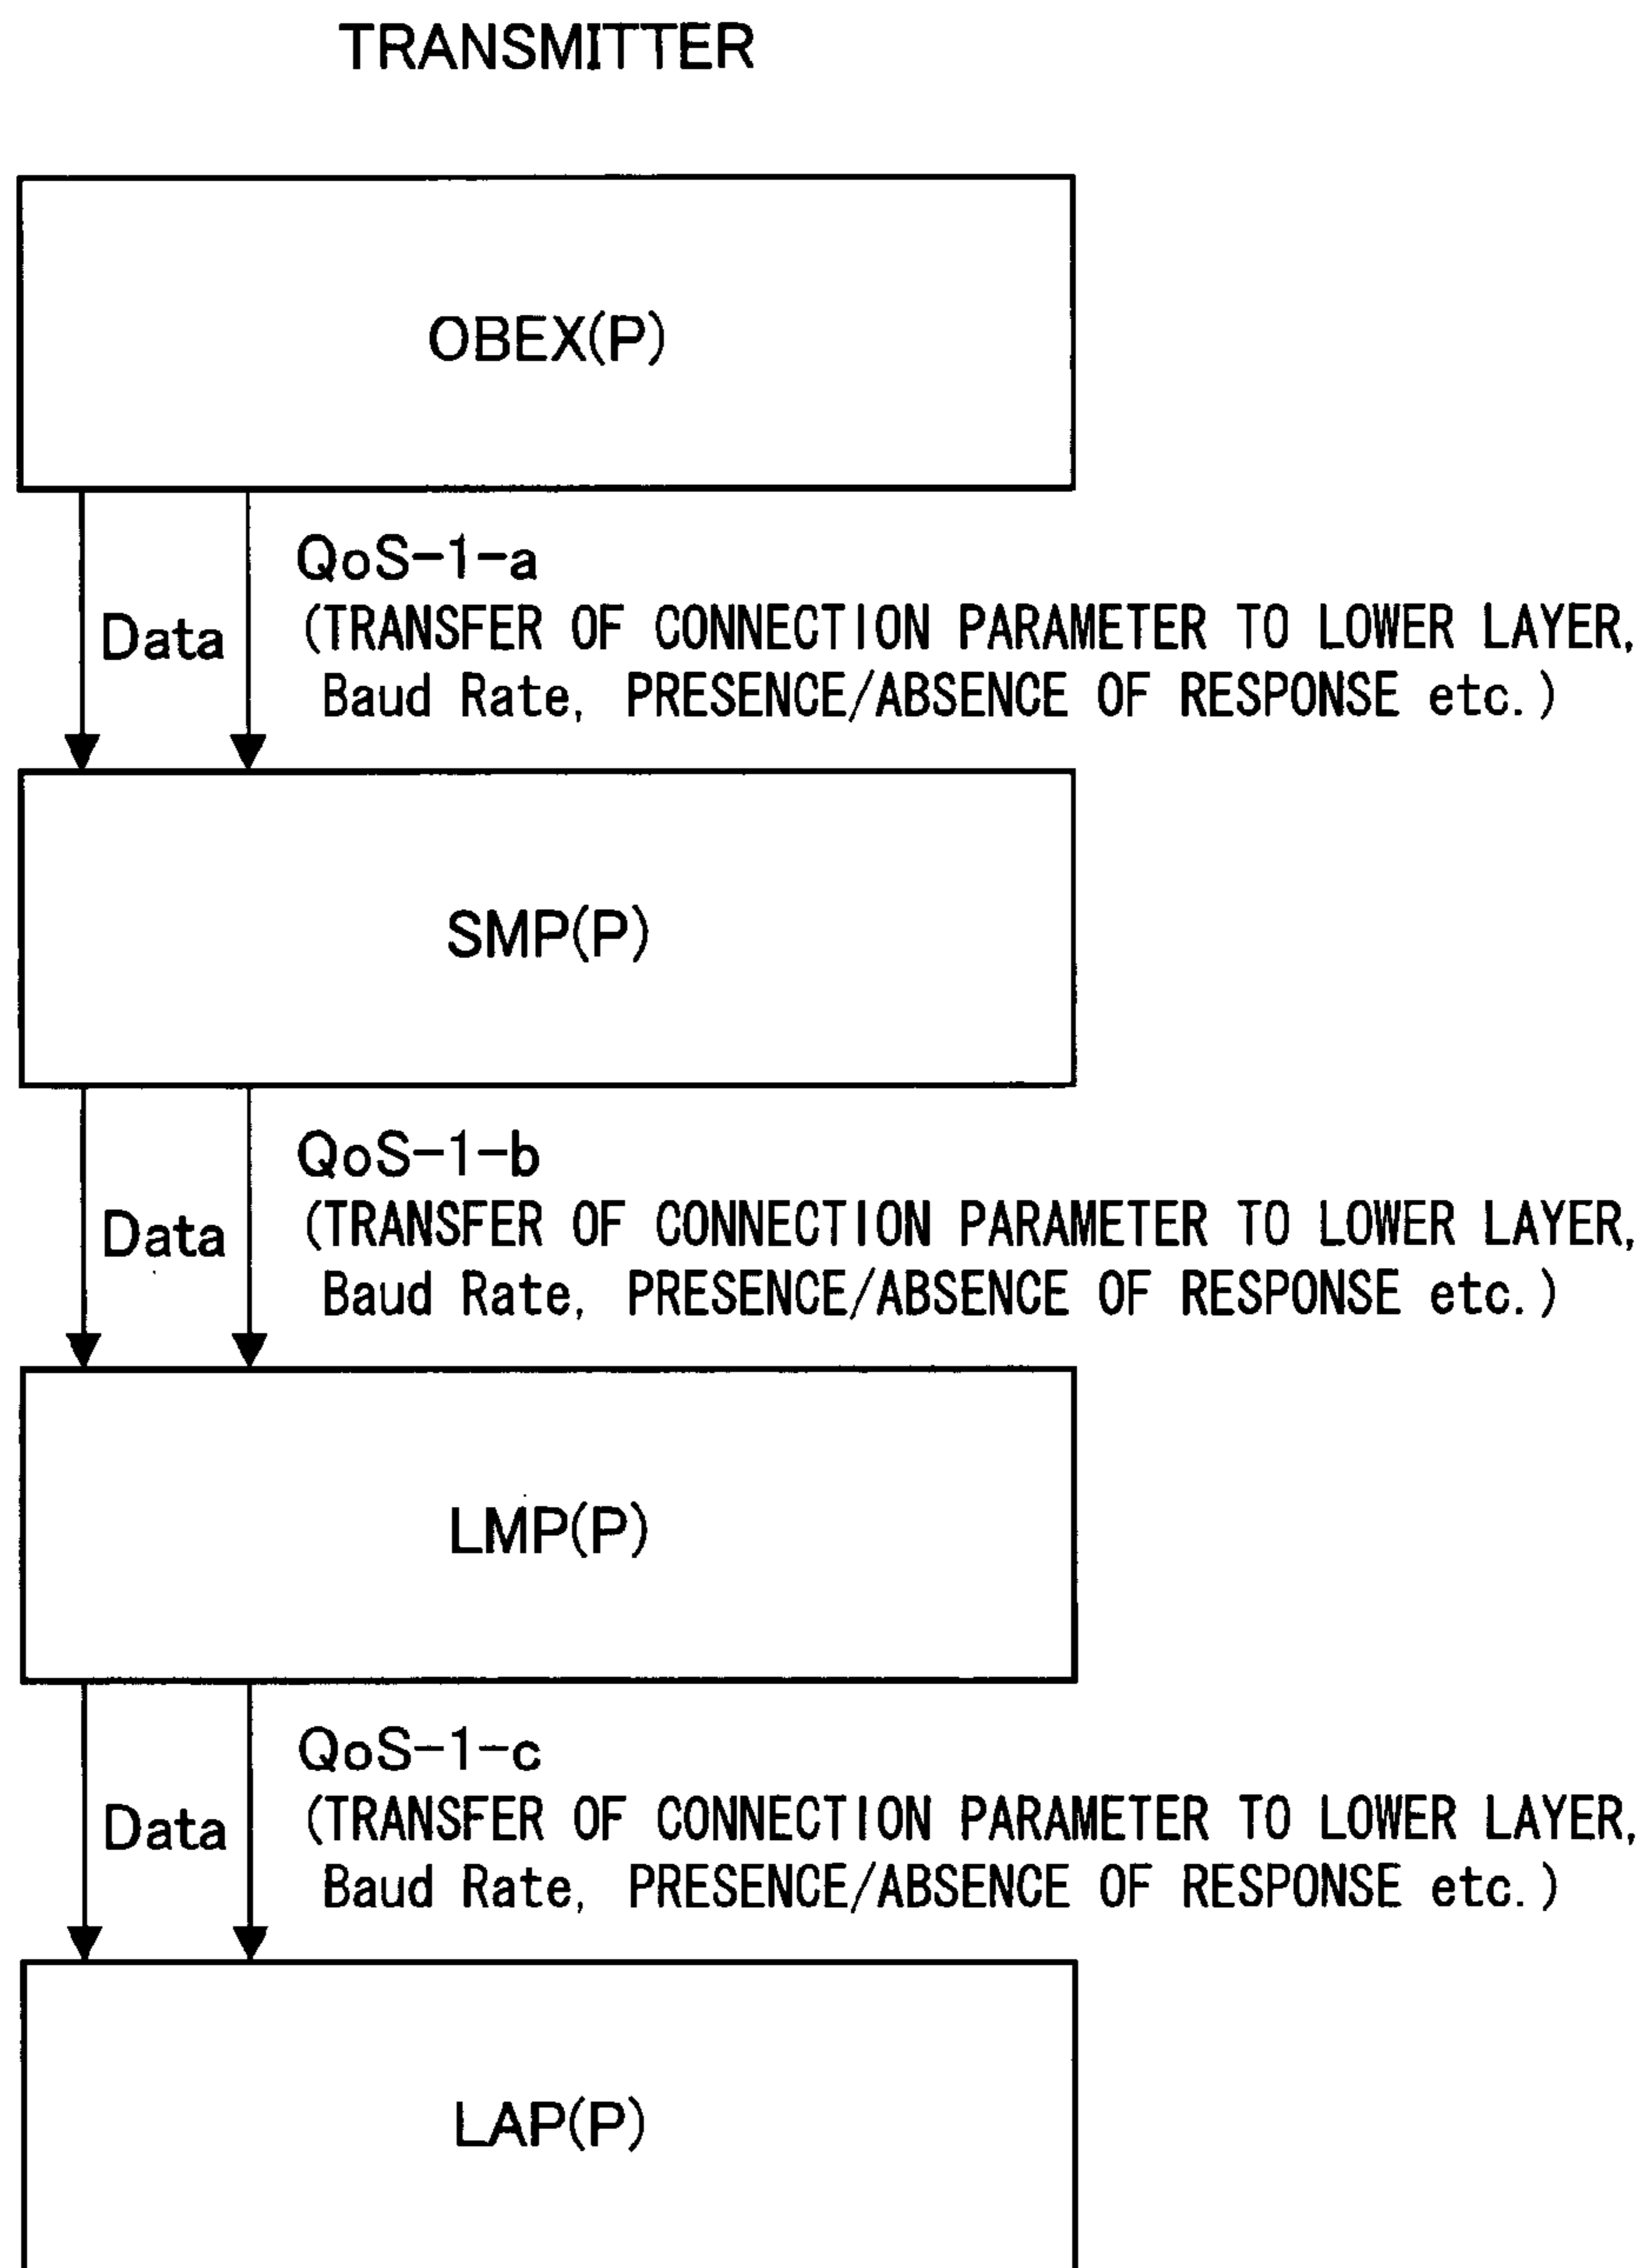 TRANSMITTER
OBEX(P)
QoS-1-a
Data
(TRANSFER OF CONNECTION PARAMETER TO LOWER LAYER,
Baud Rate, PRESENCE/ABSENCE OF RESPONSE etc.)
SMP(P)
QoS-1-b
Data
(TRANSFER OF CONNECTION PARAMETER TO LOWER LAYER,
Baud Rate, PRESENCE/ABSENCE OF RESPONSE etc.)
LMP(P)
QoS-1-c
Data
(TRANSFER OF CONNECTION PARAMETER TO LOWER LAYER,
Baud Rate, PRESENCE/ABSENCE OF RESPONSE etc.)
LAP(P)